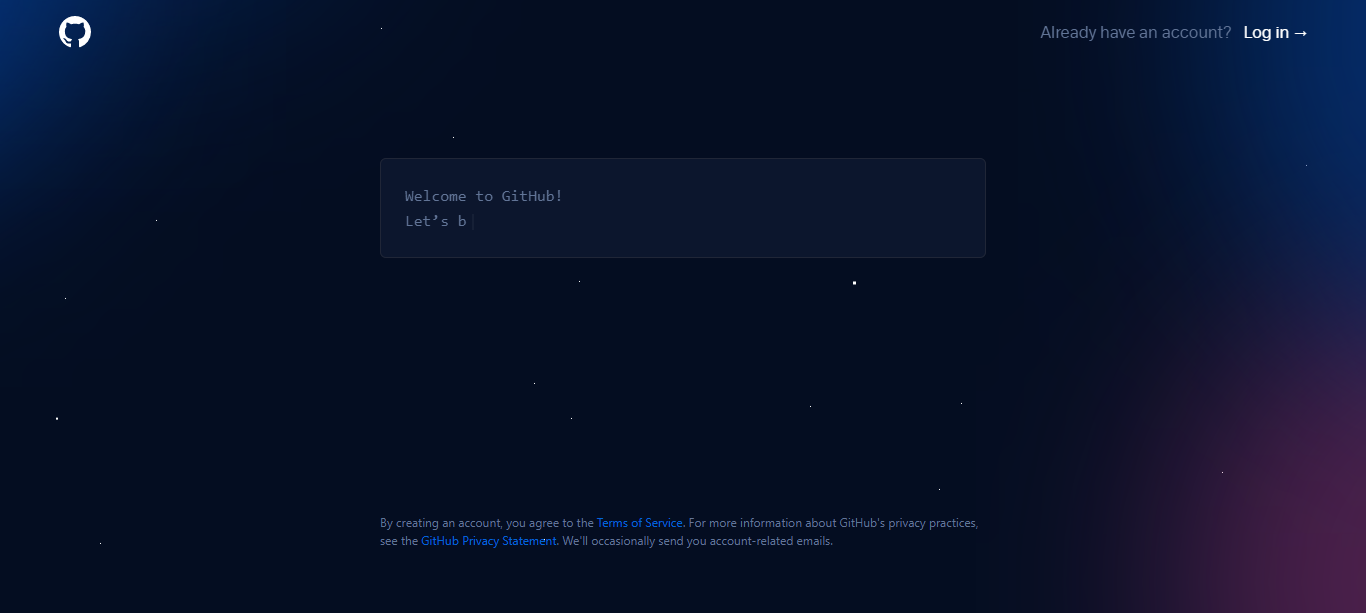 Already have an account? Log in →
Welcome to GitHub!
Let’s b
By creating an account, you agree to the Terms of Service. For more information about GitHub's privacy practices,
see the GitHub Privacy Statement. We'll occasionally send you account-related emails.